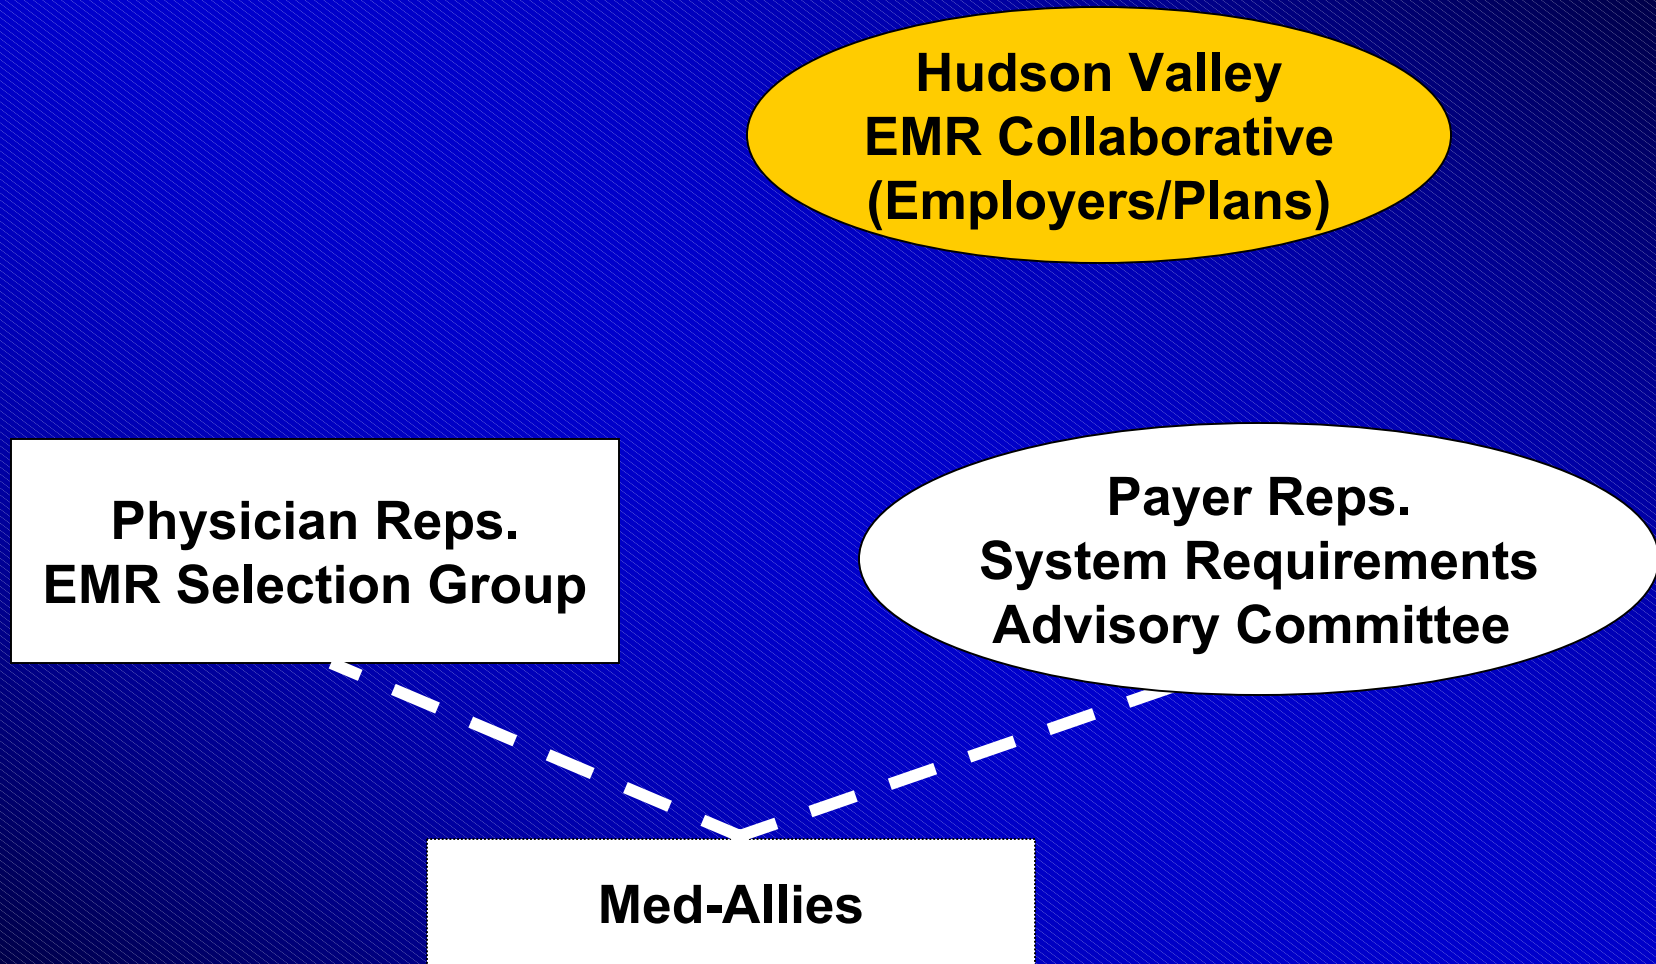 Hudson Valley
EMR Collaborative
(Employers/Plans)
Physician Reps.
EMR Selection Group
Payer Reps.
System Requirements
Advisory Committee
Med-Allies